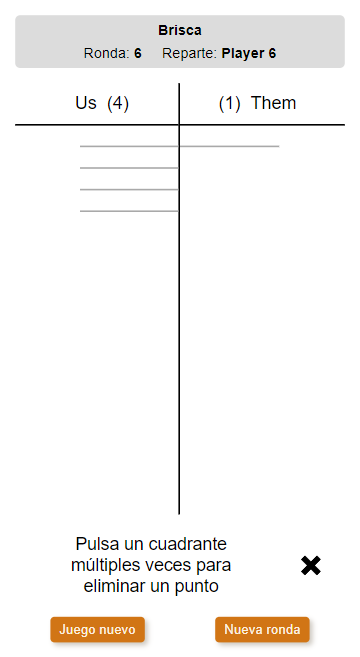 Brisca
Ronda: 6 Reparte: Player 6
Us (4) (1) Them
Pulsa un cuadrante
múltiples veces para
eliminar un punto
Juego nuevo Nueva ronda